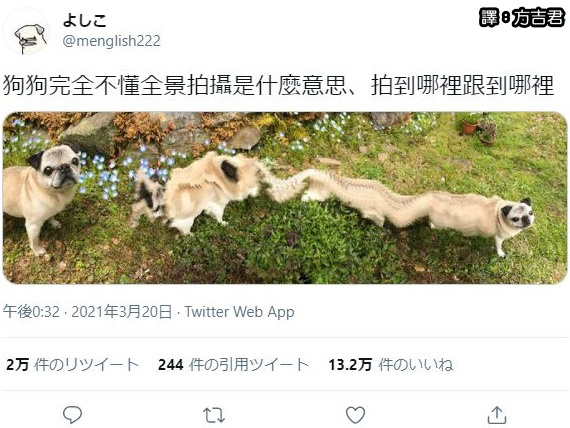 譯:方吉君
よしこ
@menglish222
狗狗完全不懂全景拍攝是什麼意思、拍到哪裡跟到哪裡
午後0:32 · 2021年3月20日 · Twitter Web App
2万 件のリツイート 244 件の引用ツイート 13.2万 件のいいね